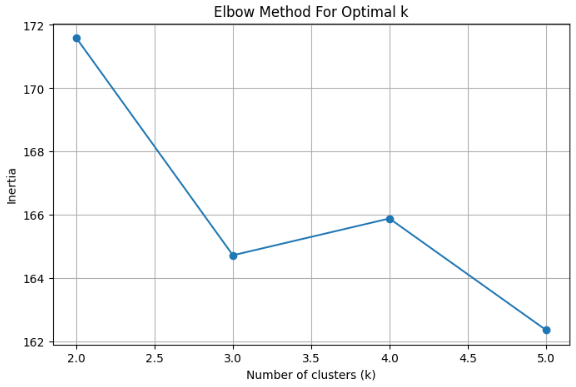 Elbow Method For Optimal k
172
170
168
166
164
162
Inertia
2.0 2.5 3.0 3.5 4.0 4.5 5.0
Number of clusters (k)